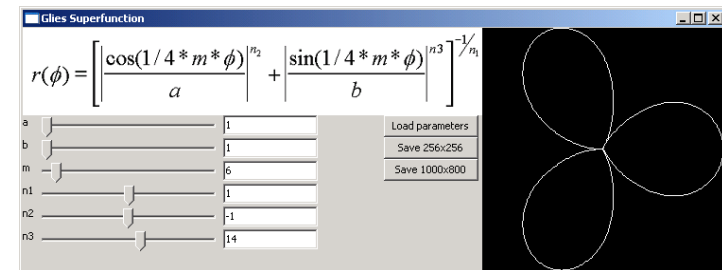 Glies Superfunction
r(φ) = [ |cos(1/4*m*φ)/a|^n₂ + |sin(1/4*m*φ)/b|^n3 ]^-1/n₁
a 1 Load parameters
b 1 Save 256x256
m 6 Save 1000x800
n1 1
n2 -1
n3 14